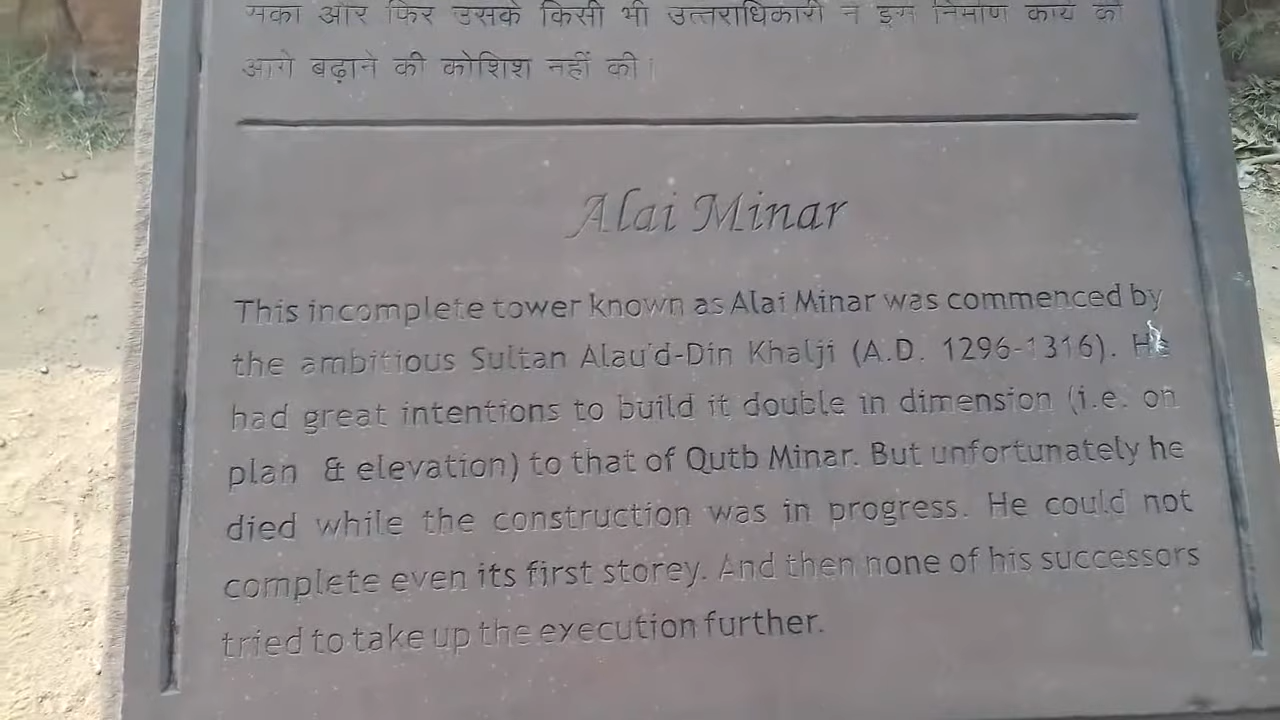 सका और फिर उसके किसी भी उत्तराधिकारी ने इस निर्माण कार्य को
आगे बढ़ाने की कोशिश नहीं की।
Alai Minar
This incomplete tower known as Alai Minar was commenced by
the ambitious Sultan Alau'd-Din Khalji (A.D. 1296-1316). He
had great intentions to build it double in dimension (i.e. on
plan & elevation) to that of Qutb Minar. But unfortunately he
died while the construction was in progress. He could not
complete even its first storey. And then none of his successors
tried to take up the execution further.